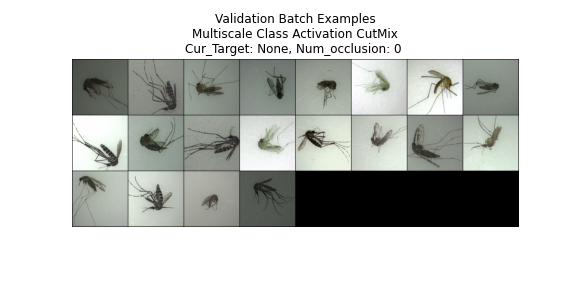 Validation Batch Examples
Multiscale Class Activation CutMix
Cur_Target: None, Num_occlusion: 0